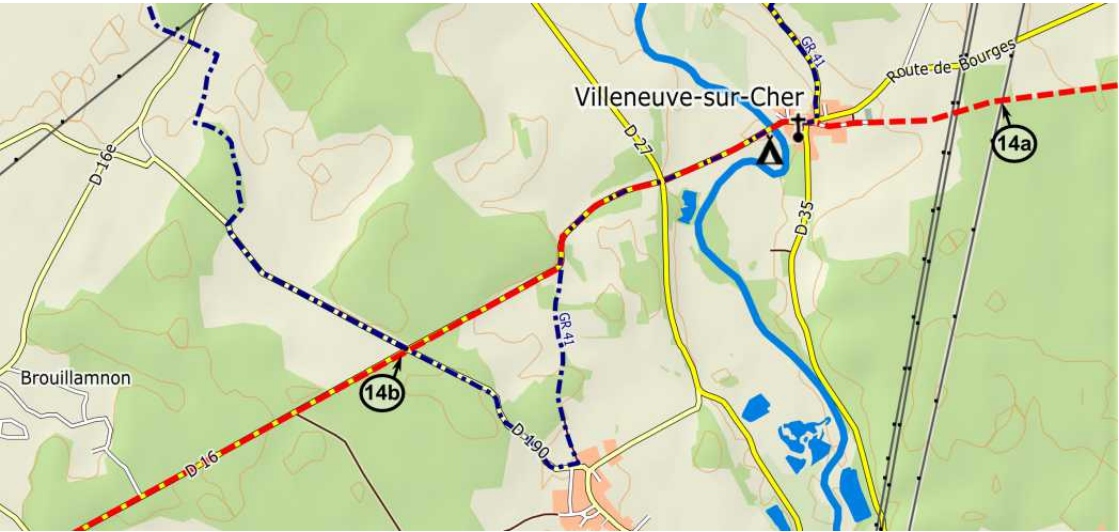 GR 41
Route de Bourges
Villeneuve-sur-Cher
D 27
14a
D 16e
D 35
GR 41
Brouillamnon
14b
D 190
D 16